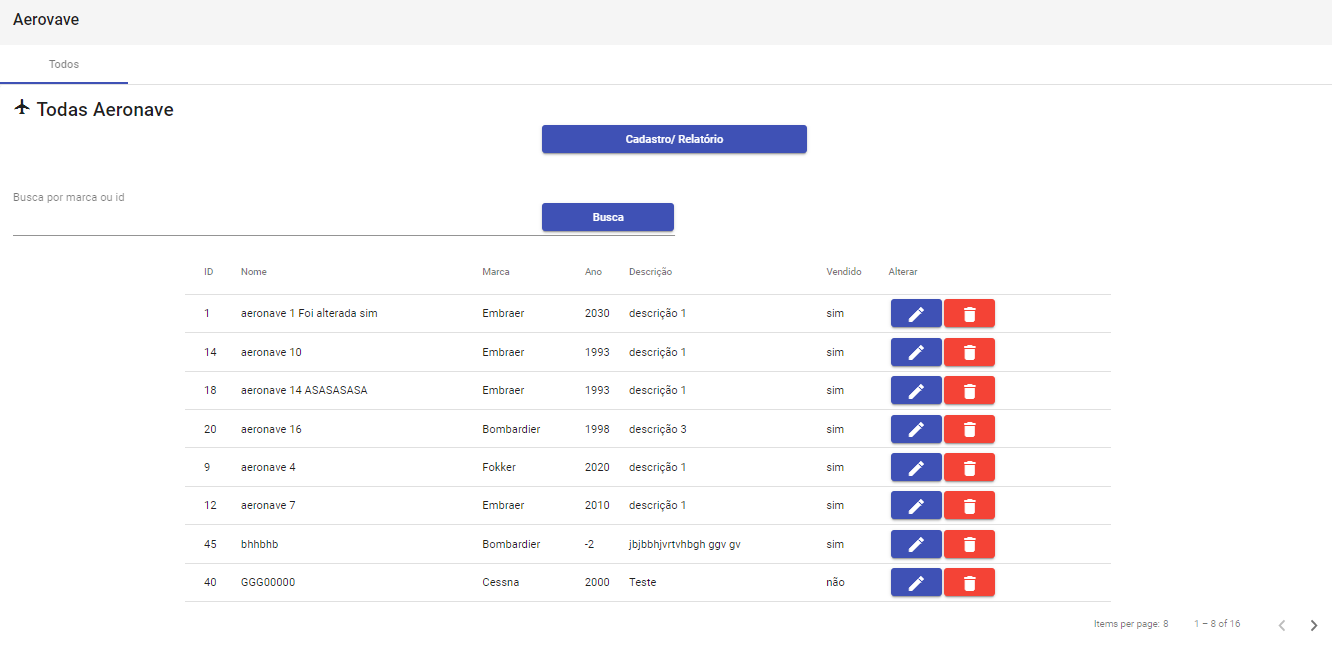 Aerovave
Todos
Todas Aeronave
Cadastro/ Relatório
Busca por marca ou id
Busca
ID Nome Marca Ano Descrição Vendido Alterar
1 aeronave 1 Foi alterada sim Embraer 2030 descrição 1 sim
14 aeronave 10 Embraer 1993 descrição 1 sim
18 aeronave 14 ASASASASA Embraer 1993 descrição 1 sim
20 aeronave 16 Bombardier 1998 descrição 3 sim
9 aeronave 4 Fokker 2020 descrição 1 sim
12 aeronave 7 Embraer 2010 descrição 1 sim
45 bhhbhb Bombardier -2 jbjbbhjvrtvhbgh ggv gv sim
40 GGG00000 Cessna 2000 Teste não
Items per page: 8 1 – 8 of 16